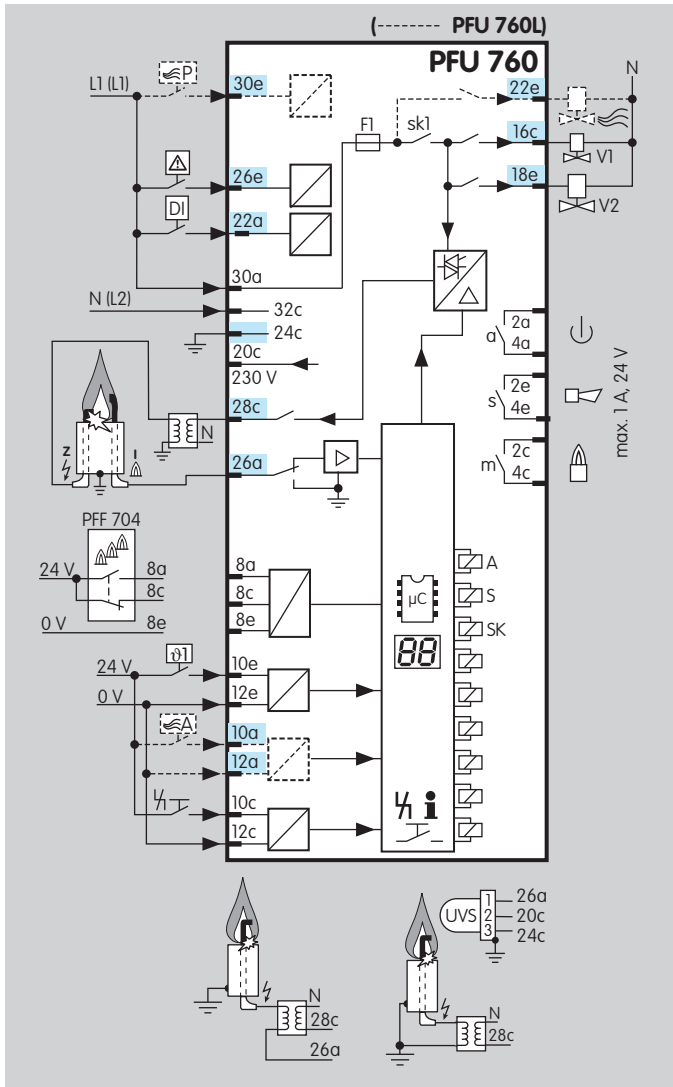 (------- PFU 760L)
PFU 760
L1 (L1)
P
30e
22e
N
F1
sk1
16c
V1
26e
18e
V2
DI
22a
30a
N (L2)
32c
24c
20c
230 V
2a
a
4a
28c
N
2e
s
4e
max. 1 A, 24 V
z
I
26a
2c
m
4c
PFF 704
24 V
8a
8c
0 V
8e
8a
8c
8e
A
µC
S
SK
88
ϑ1
24 V
10e
0 V
12e
A
10a
12a
10c
i
12c
UVS
1
26a
2
20c
3
24c
N
28c
26a
N
28c